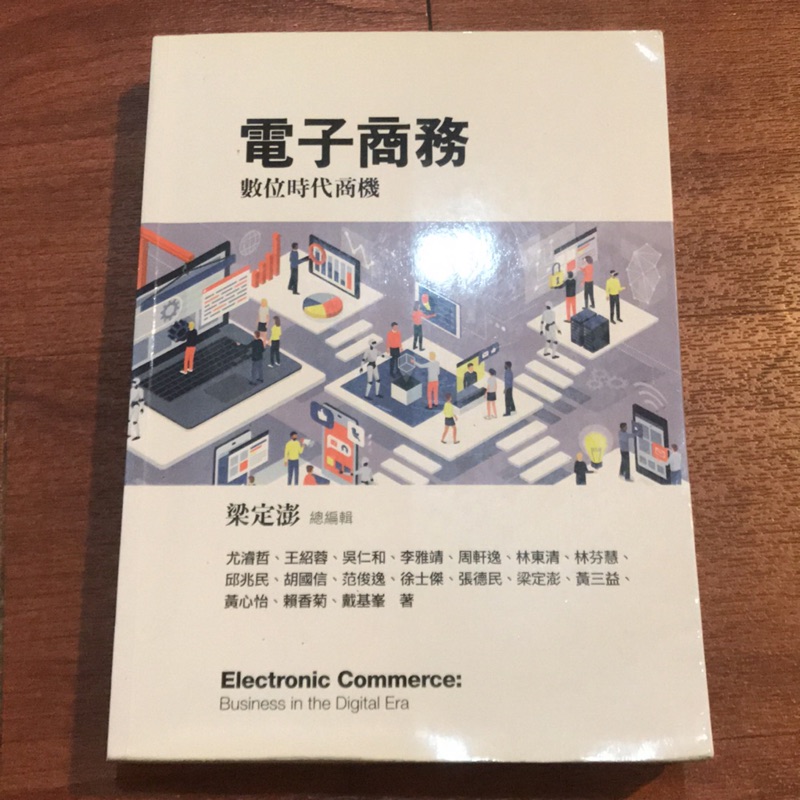 電子商務
數位時代商機
梁定澎 總編輯
尤濬哲、王紹蓉、吳仁和、李雅靖、周軒逸、林東清、林芬慧、
邱兆民、胡國信、范俊逸、徐士傑、張德民、梁定澎、黃三益、
黃心怡、賴香菊、戴基峯 著
Electronic Commerce:
Business in the Digital Era